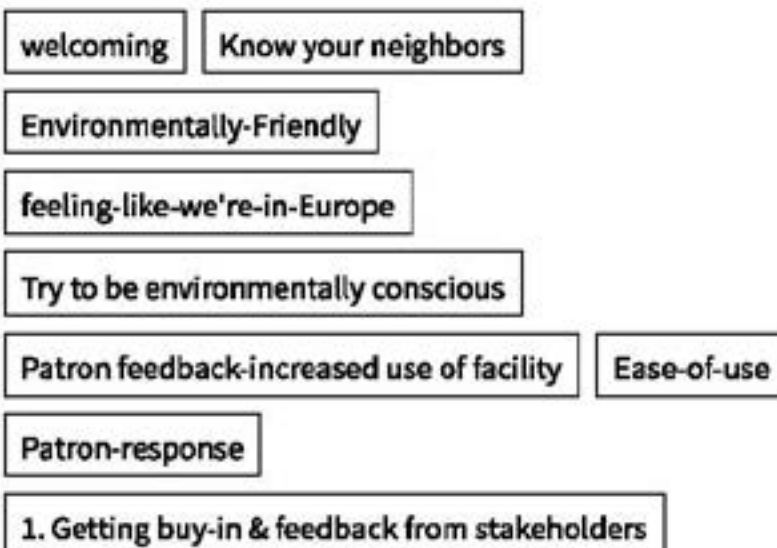 welcoming Know your neighbors
Environmentally-Friendly
feeling-like-we're-in-Europe
Try to be environmentally conscious
Patron feedback-increased use of facility Ease-of-use
Patron-response
1. Getting buy-in & feedback from stakeholders